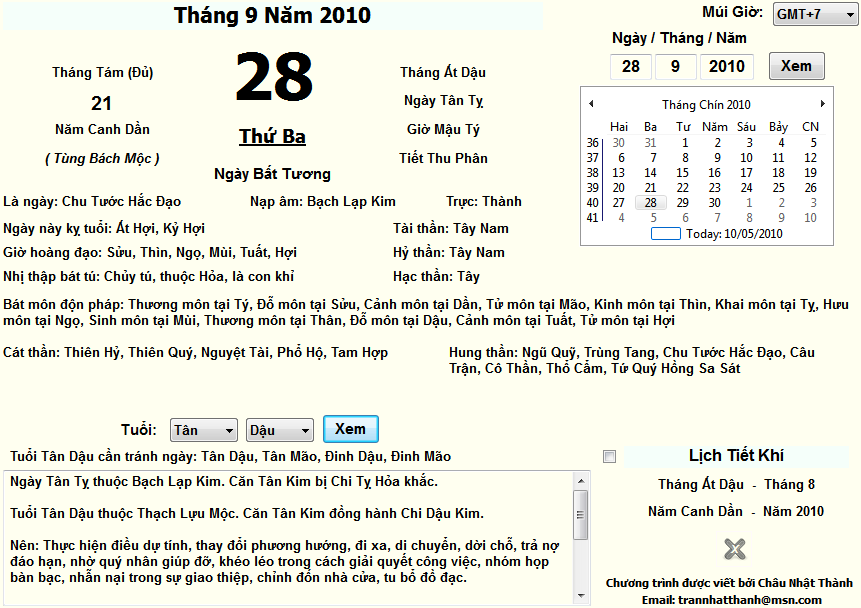 Tháng 9 Năm 2010
Múi Giờ: GMT+7
Ngày / Tháng / Năm
28 9 2010 Xem
Tháng Tám (Đủ)
21
Năm Canh Dần
( Tùng Bách Mộc )
28
Thứ Ba
Ngày Bất Tương
Tháng Ất Dậu
Ngày Tân Tỵ
Giờ Mậu Tý
Tiết Thu Phân
Tháng Chín 2010
Hai Ba Tư Năm Sáu Bảy CN
36 30 31 1 2 3 4 5
37 6 7 8 9 10 11 12
38 13 14 15 16 17 18 19
39 20 21 22 23 24 25 26
40 27 28 29 30 1 2 3
41 4 5 6 7 8 9 10
Today: 10/05/2010
Là ngày: Chu Tước Hắc Đạo Nạp âm: Bạch Lạp Kim Trực: Thành
Ngày này kỵ tuổi: Ất Hợi, Kỷ Hợi Tài thần: Tây Nam
Giờ hoàng đạo: Sửu, Thìn, Ngọ, Mùi, Tuất, Hợi Hỷ thần: Tây Nam
Nhị thập bát tú: Chủy tú, thuộc Hỏa, là con khỉ Hạc thần: Tây
Bát môn độn pháp: Thương môn tại Tý, Đỗ môn tại Sửu, Cảnh môn tại Dần, Tử môn tại Mão, Kinh môn tại Thìn, Khai môn tại Tỵ, Hưu
môn tại Ngọ, Sinh môn tại Mùi, Thương môn tại Thân, Đỗ môn tại Dậu, Cảnh môn tại Tuất, Tử môn tại Hợi
Cát thần: Thiên Hỷ, Thiên Quý, Nguyệt Tài, Phổ Hộ, Tam Hợp
Hung thần: Ngũ Quỹ, Trùng Tang, Chu Tước Hắc Đạo, Câu
Trận, Cô Thần, Thổ Cẩm, Tứ Quý Hồng Sa Sát
Tuổi: Tân Dậu Xem
Tuổi Tân Dậu cần tránh ngày: Tân Dậu, Tân Mão, Đinh Dậu, Đinh Mão
Ngày Tân Tỵ thuộc Bạch Lạp Kim. Căn Tân Kim bị Chi Tỵ Hỏa khắc.
Tuổi Tân Dậu thuộc Thạch Lựu Mộc. Căn Tân Kim đồng hành Chi Dậu Kim.
Nên: Thực hiện điều dự tính, thay đổi phương hướng, đi xa, di chuyển, dời chỗ, trả nợ
đáo hạn, nhờ quý nhân giúp đỡ, khéo léo trong cách giải quyết công việc, nhóm họp
bàn bạc, nhẫn nại trong sự giao thiệp, chỉnh đốn nhà cửa, tu bổ đồ đạc.
Lịch Tiết Khí
Tháng Ất Dậu - Tháng 8
Năm Canh Dần - Năm 2010
Chương trình được viết bởi Châu Nhật Thành
Email: trannhatthanh@msn.com